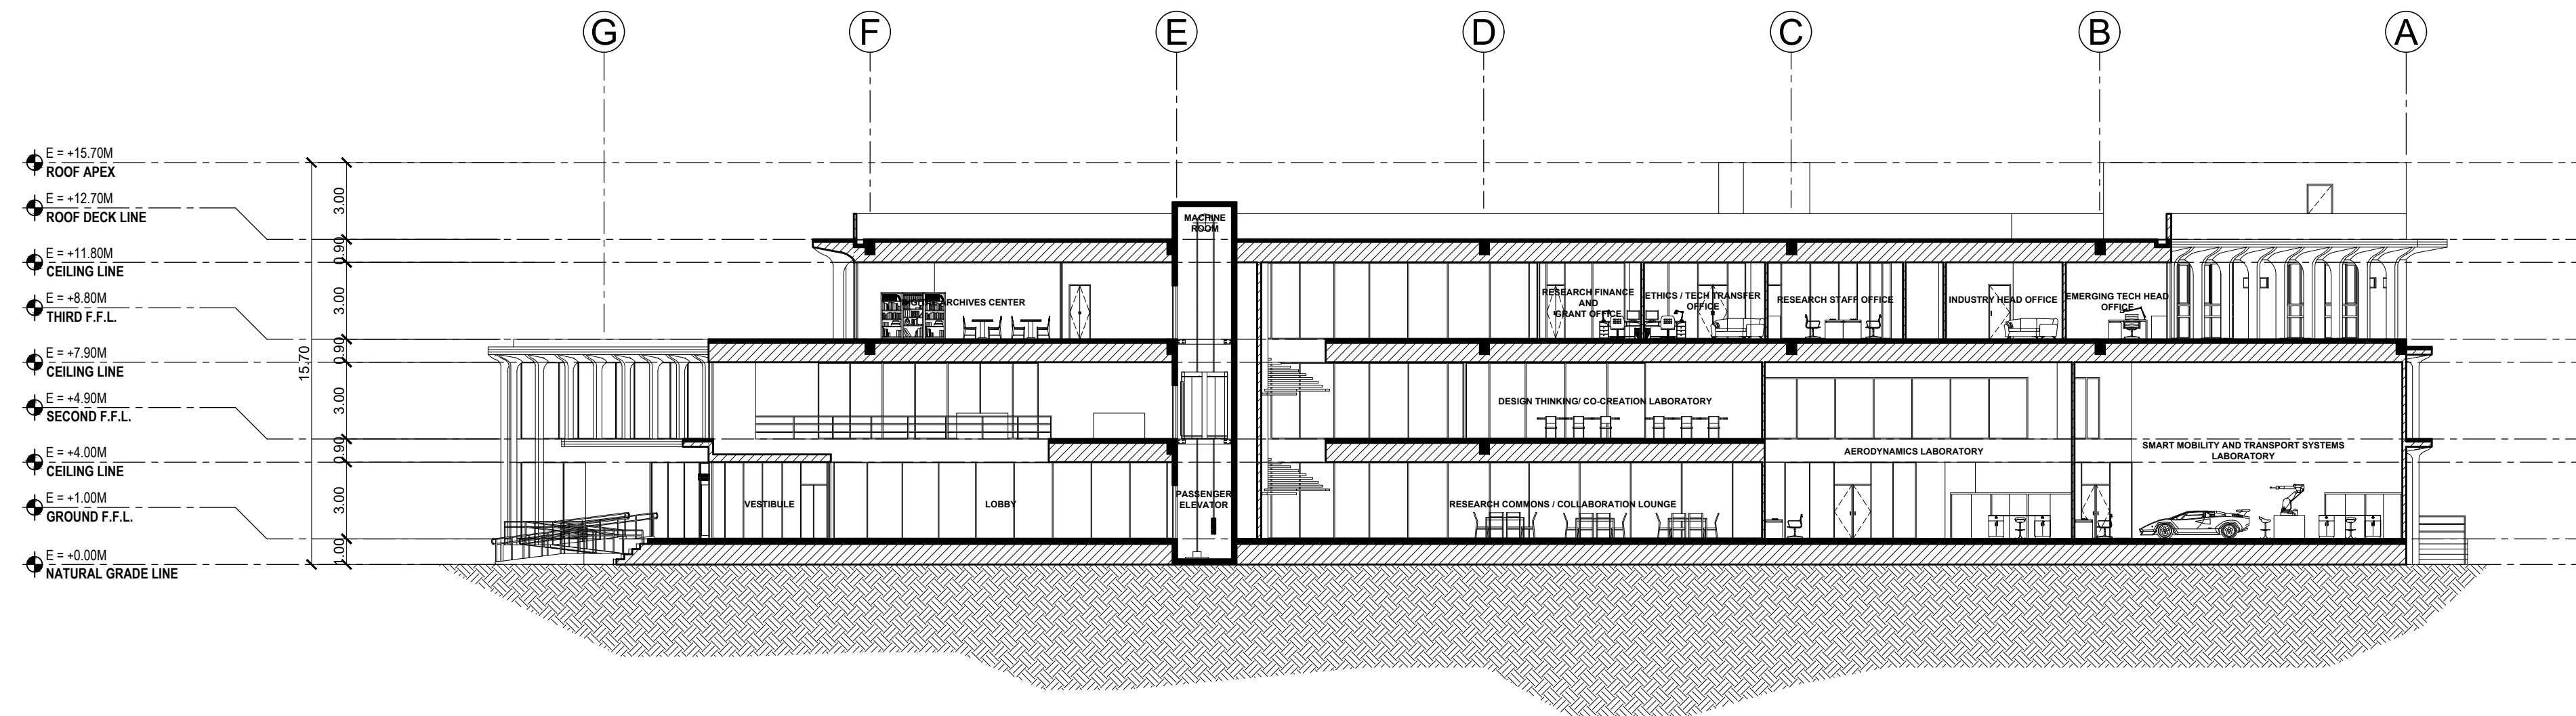 G F E D C B A
E = +15.70M
ROOF APEX
E = +12.70M
ROOF DECK LINE
E = +11.80M
CEILING LINE
E = +8.80M
THIRD F.F.L.
E = +7.90M
CEILING LINE
E = +4.90M
SECOND F.F.L.
E = +4.00M
CEILING LINE
E = +1.00M
GROUND F.F.L.
E = +0.00M
NATURAL GRADE LINE
15.70
3.00
0.90
3.00
0.90
3.00
0.90
3.00
1.00
MACHINE
ROOM
ARCHIVES CENTER
RESEARCH FINANCE
AND
GRANT OFFICE
ETHICS / TECH TRANSFER
OFFICE
RESEARCH STAFF OFFICE
INDUSTRY HEAD OFFICE
EMERGING TECH HEAD
OFFICE
DESIGN THINKING/ CO-CREATION LABORATORY
AERODYNAMICS LABORATORY
SMART MOBILITY AND TRANSPORT SYSTEMS
LABORATORY
VESTIBULE
LOBBY
PASSENGER
ELEVATOR
RESEARCH COMMONS / COLLABORATION LOUNGE